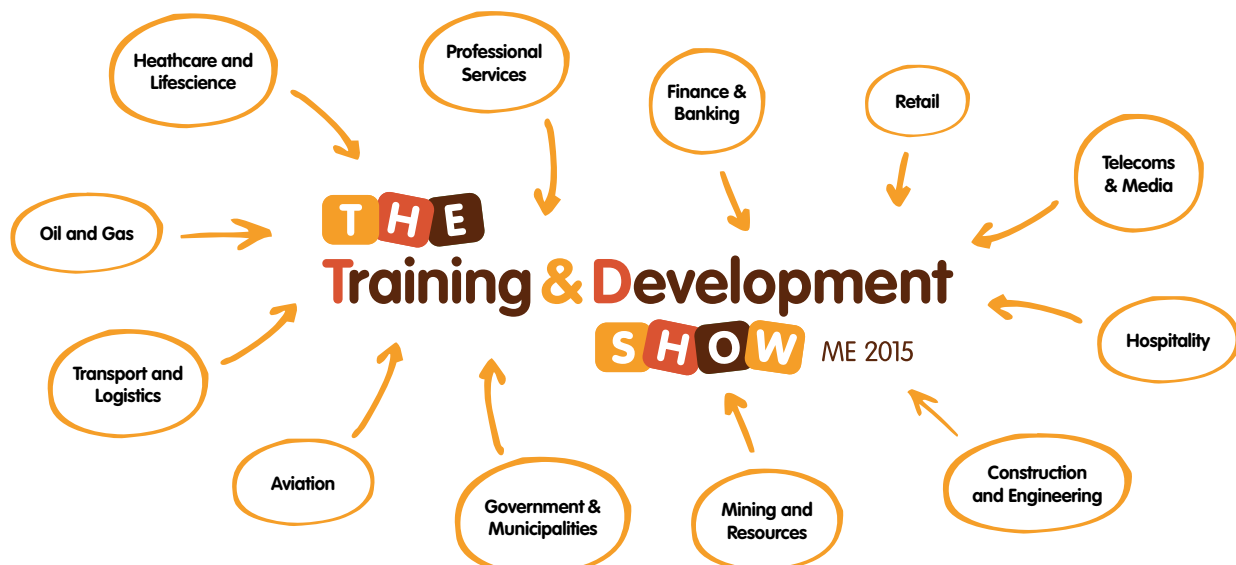 Heathcare and
Lifescience
Professional
Services
Finance &
Banking
Retail
Telecoms
& Media
Oil and Gas
THE
Training & Development
SHOW ME 2015
Hospitality
Transport and
Logistics
Aviation
Government &
Municipalities
Mining and
Resources
Construction
and Engineering